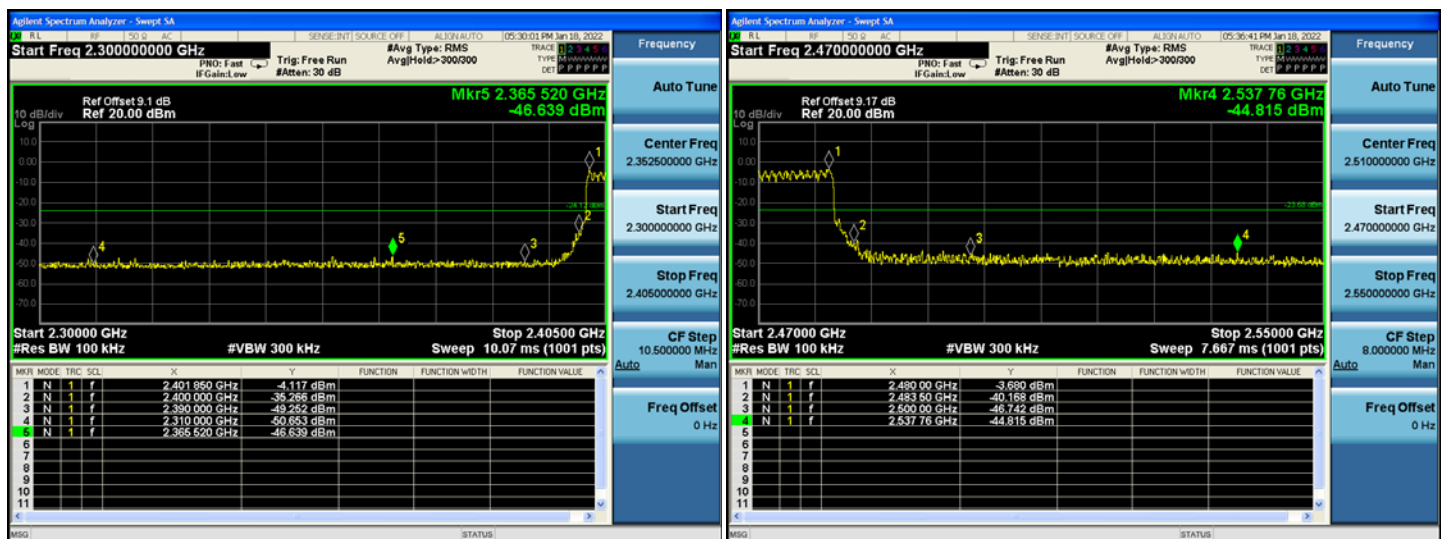 Agilent Spectrum Analyzer - Swept SA
RL RF 50 Ω AC SENSE:INT SOURCE OFF ALIGN AUTO 05:30:01 PM Jan 18, 2022
Start Freq 2.300000000 GHz
#Avg Type: RMS
TRACE 1 2 3 4 5 6
PNO: Fast
Trig: Free Run
Avg|Hold:>300/300
TYPE M
IFGain:Low
#Atten: 30 dB
DET P P P P P P
Mkr5 2.365 520 GHz
-46.639 dBm
Ref Offset 9.1 dB
10 dB/div Ref 20.00 dBm
Log
10.0
0.00
-10.0
-20.0
-30.0
-40.0
-50.0
-60.0
-70.0
1
2
3
4
5
Start 2.30000 GHz Stop 2.40500 GHz
#Res BW 100 kHz #VBW 300 kHz Sweep 10.07 ms (1001 pts)
MKR MODE TRC SCL X Y FUNCTION FUNCTION WIDTH FUNCTION VALUE
1 N 1 f 2.401 850 GHz -4.117 dBm
2 N 1 f 2.400 000 GHz -35.266 dBm
3 N 1 f 2.390 000 GHz -49.252 dBm
4 N 1 f 2.310 000 GHz -50.653 dBm
5 N 1 f 2.365 520 GHz -46.639 dBm
6
7
8
9
10
11
MSG STATUS
Frequency
Auto Tune
Center Freq
2.352500000 GHz
Start Freq
2.300000000 GHz
Stop Freq
2.405000000 GHz
CF Step
10.500000 MHz
Auto Man
Freq Offset
0 Hz
Agilent Spectrum Analyzer - Swept SA
RL RF 50 Ω AC SENSE:INT SOURCE OFF ALIGN AUTO 05:36:41 PM Jan 18, 2022
Start Freq 2.470000000 GHz
#Avg Type: RMS
TRACE 1 2 3 4 5 6
PNO: Fast
Trig: Free Run
Avg|Hold:>300/300
TYPE M
IFGain:Low
#Atten: 30 dB
DET P P P P P P
Mkr4 2.537 76 GHz
-44.815 dBm
Ref Offset 9.17 dB
10 dB/div Ref 20.00 dBm
Log
10.0
0.00
-10.0
-20.0
-30.0
-40.0
-50.0
-60.0
-70.0
-23.68 dBm
1
2
3
4
Start 2.47000 GHz Stop 2.55000 GHz
#Res BW 100 kHz #VBW 300 kHz Sweep 7.667 ms (1001 pts)
MKR MODE TRC SCL X Y FUNCTION FUNCTION WIDTH FUNCTION VALUE
1 N 1 f 2.480 00 GHz -3.680 dBm
2 N 1 f 2.483 50 GHz -40.168 dBm
3 N 1 f 2.500 00 GHz -46.742 dBm
4 N 1 f 2.537 76 GHz -44.815 dBm
5
6
7
8
9
10
11
MSG STATUS
Frequency
Auto Tune
Center Freq
2.510000000 GHz
Start Freq
2.470000000 GHz
Stop Freq
2.550000000 GHz
CF Step
8.000000 MHz
Auto Man
Freq Offset
0 Hz